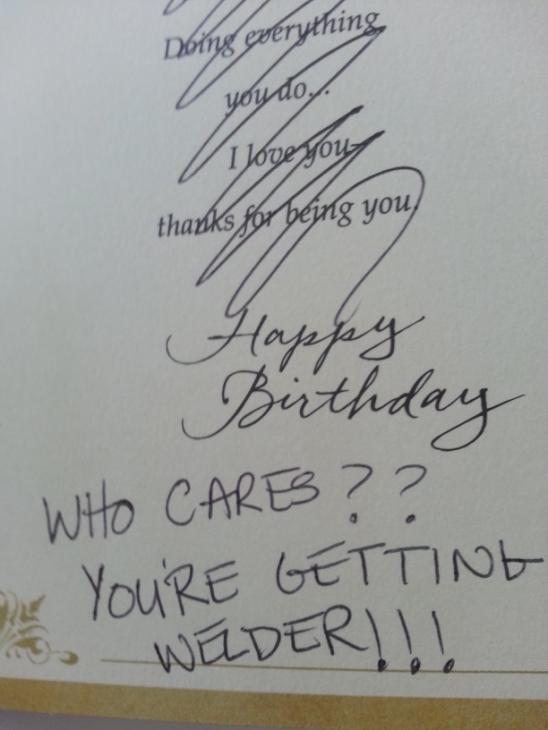 Doing everything
you do...
I love you–
thanks for being you.
Happy
Birthday
WHO CARES??
YOU'RE GETTING
WELDER!!!